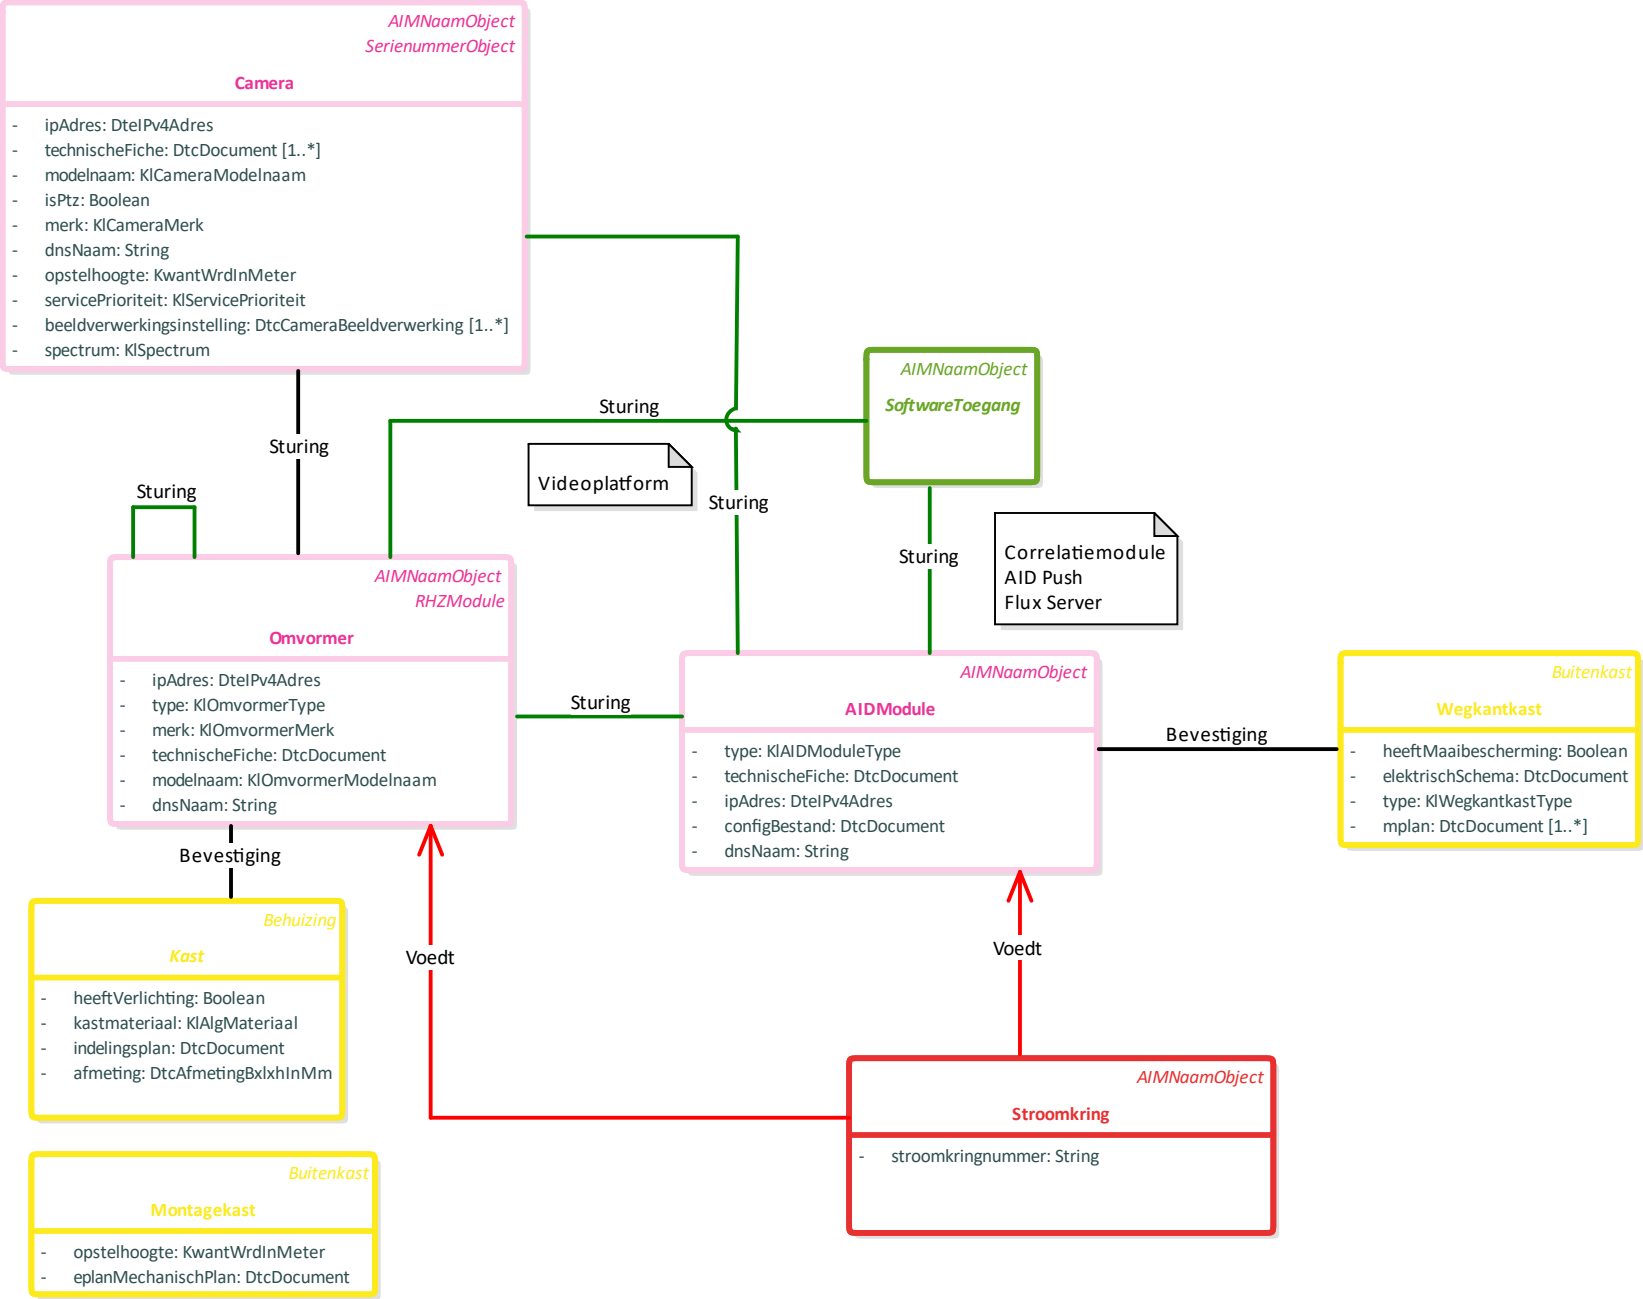 AIMNaamObject
SerienummerObject
Camera
- ipAdres: DteIPv4Adres
- technischeFiche: DtcDocument [1..*]
- modelnaam: KlCameraModelnaam
- isPtz: Boolean
- merk: KlCameraMerk
- dnsNaam: String
- opstelhoogte: KwantWrdInMeter
- servicePrioriteit: KlServicePrioriteit
- beeldverwerkingsinstelling: DtcCameraBeeldverwerking [1..*]
- spectrum: KlSpectrum
Sturing
Sturing
Sturing
Videoplatform
Sturing
AIMNaamObject
SoftwareToegang
Sturing
Correlatiemodule
AID Push
Flux Server
AIMNaamObject
RHZModule
Omvormer
- ipAdres: DteIPv4Adres
- type: KlOmvormerType
- merk: KlOmvormerMerk
- technischeFiche: DtcDocument
- modelnaam: KlOmvormerModelnaam
- dnsNaam: String
Sturing
AIMNaamObject
AIDModule
- type: KlAIDModuleType
- technischeFiche: DtcDocument
- ipAdres: DteIPv4Adres
- configBestand: DtcDocument
- dnsNaam: String
Bevestiging
Buitenkast
Wegkantkast
- heeftMaaibescherming: Boolean
- elektrischSchema: DtcDocument
- type: KlWegkantkastType
- mplan: DtcDocument [1..*]
Bevestiging
Behuizing
Kast
- heeftVerlichting: Boolean
- kastmateriaal: KlAlgMateriaal
- indelingsplan: DtcDocument
- afmeting: DtcAfmetingBxlxhInMm
Voedt
Voedt
AIMNaamObject
Stroomkring
- stroomkringnummer: String
Buitenkast
Montagekast
- opstelhoogte: KwantWrdInMeter
- eplanMechanischPlan: DtcDocument